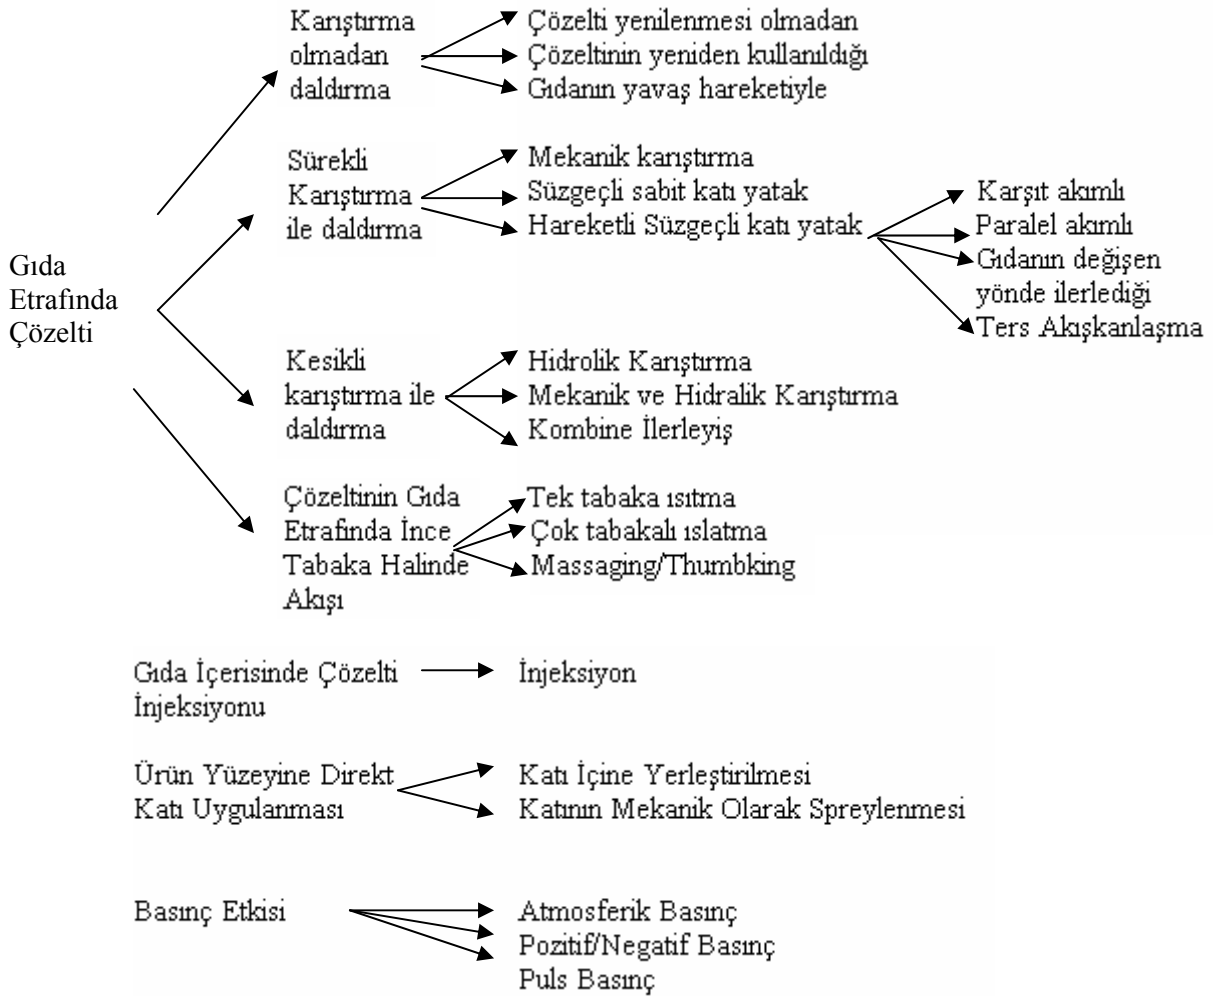 Karıştırma
olmadan
daldırma
Çözelti yenilenmesi olmadan
Çözeltinin yeniden kullanıldığı
Gıdanın yavaş hareketiyle
Sürekli
Karıştırma
ile daldırma
Mekanik karıştırma
Süzgeçli sabit katı yatak
Hareketli Süzgeçli katı yatak
Karşıt akımlı
Paralel akımlı
Gıdanın değişen
yönde ilerlediği
Ters Akışkanlaşma
Gıda
Etrafında
Çözelti
Kesikli
karıştırma ile
daldırma
Hidrolik Karıştırma
Mekanik ve Hidralik Karıştırma
Kombine İlerleyiş
Çözeltinin Gıda
Etrafında İnce
Tabaka Halinde
Akışı
Tek tabaka ısıtma
Çok tabakalı ıslatma
Massaging/Thumbking
Gıda İçerisinde Çözelti
İnjeksiyonu
İnjeksiyon
Ürün Yüzeyine Direkt
Katı Uygulanması
Katı İçine Yerleştirilmesi
Katının Mekanik Olarak Spreylenmesi
Basınç Etkisi
Atmosferik Basınç
Pozitif/Negatif Basınç
Puls Basınç